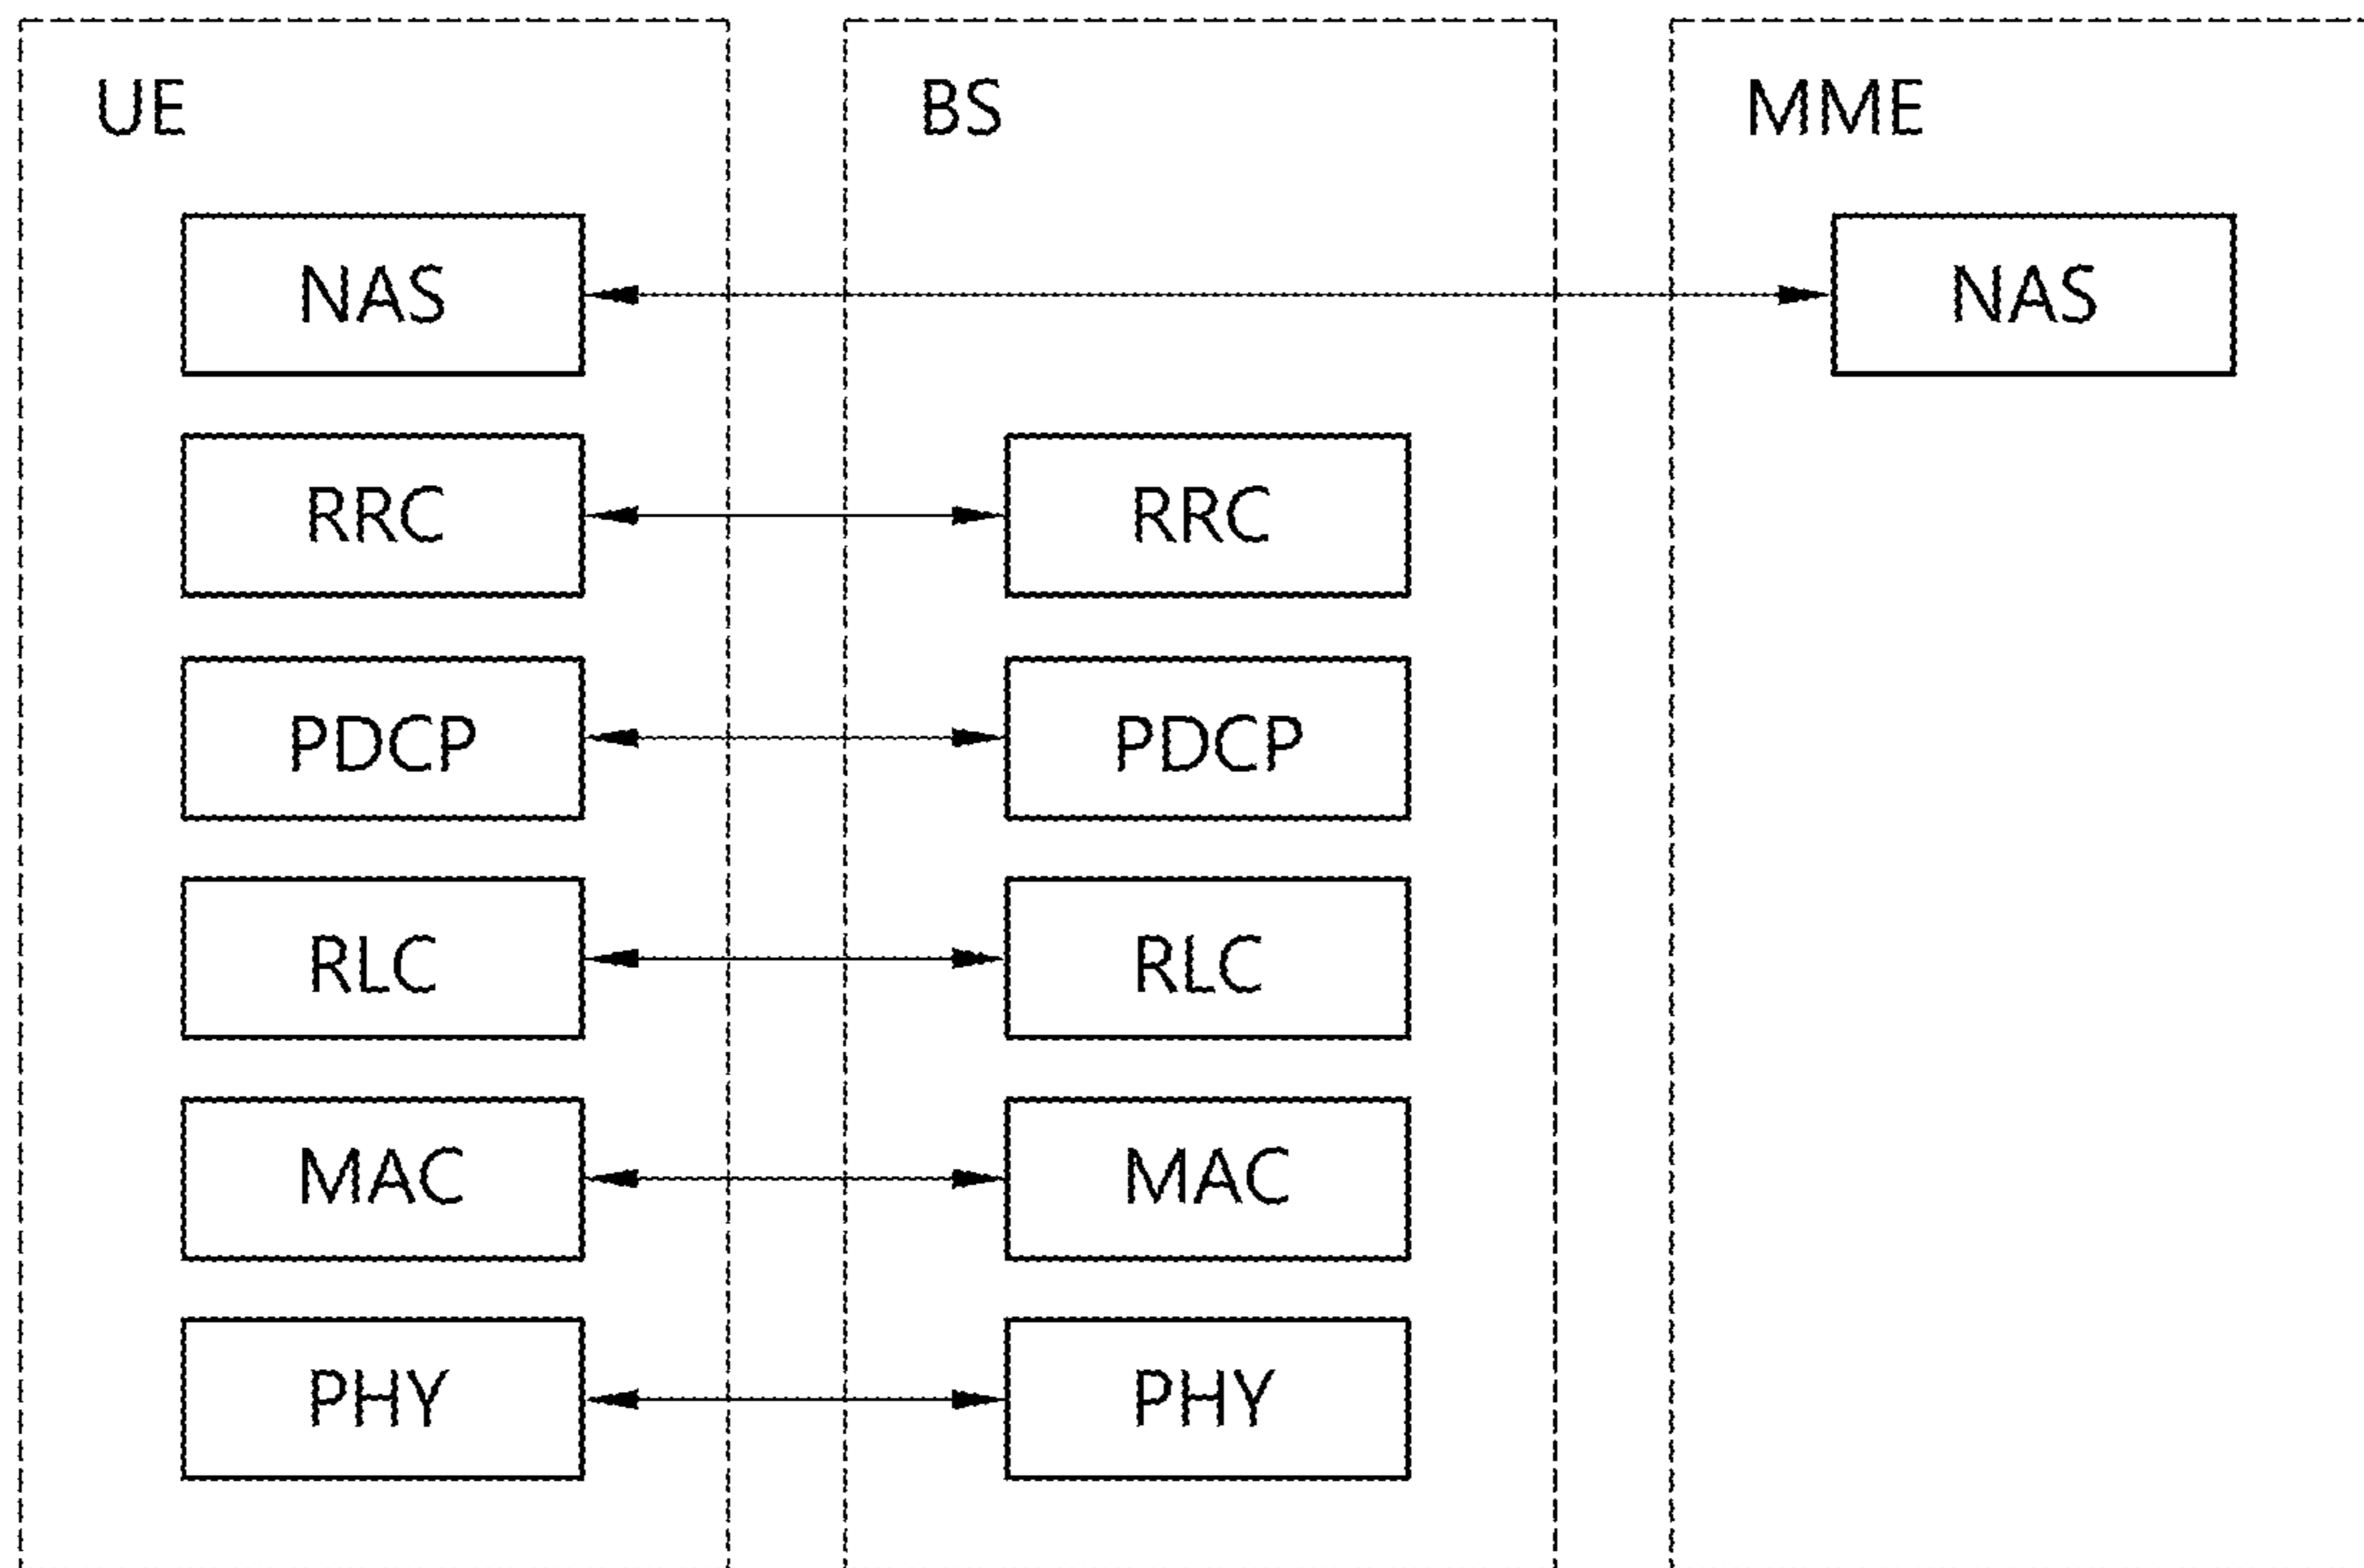 UE BS MME
NAS NAS
RRC RRC
PDCP PDCP
RLC RLC
MAC MAC
PHY PHY